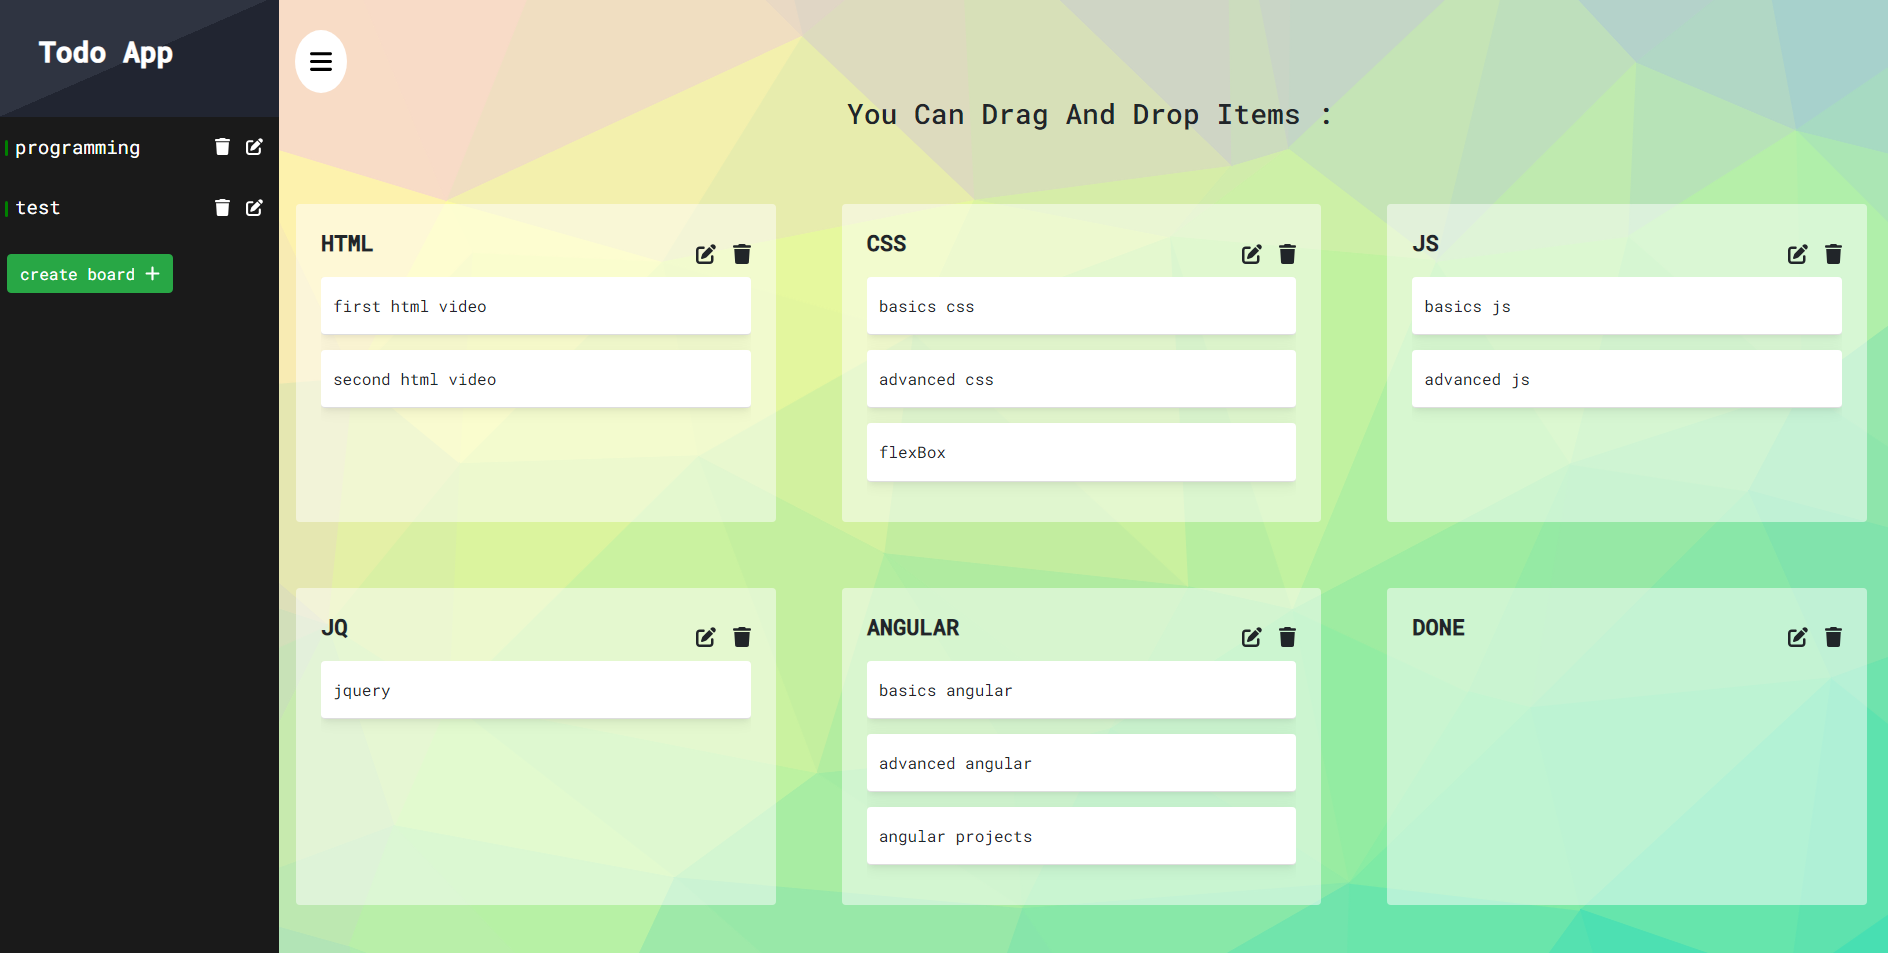 Todo App
programming
test
create board
You Can Drag And Drop Items :
HTML
first html video
second html video
CSS
basics css
advanced css
flexBox
JS
basics js
advanced js
JQ
jquery
ANGULAR
basics angular
advanced angular
angular projects
DONE